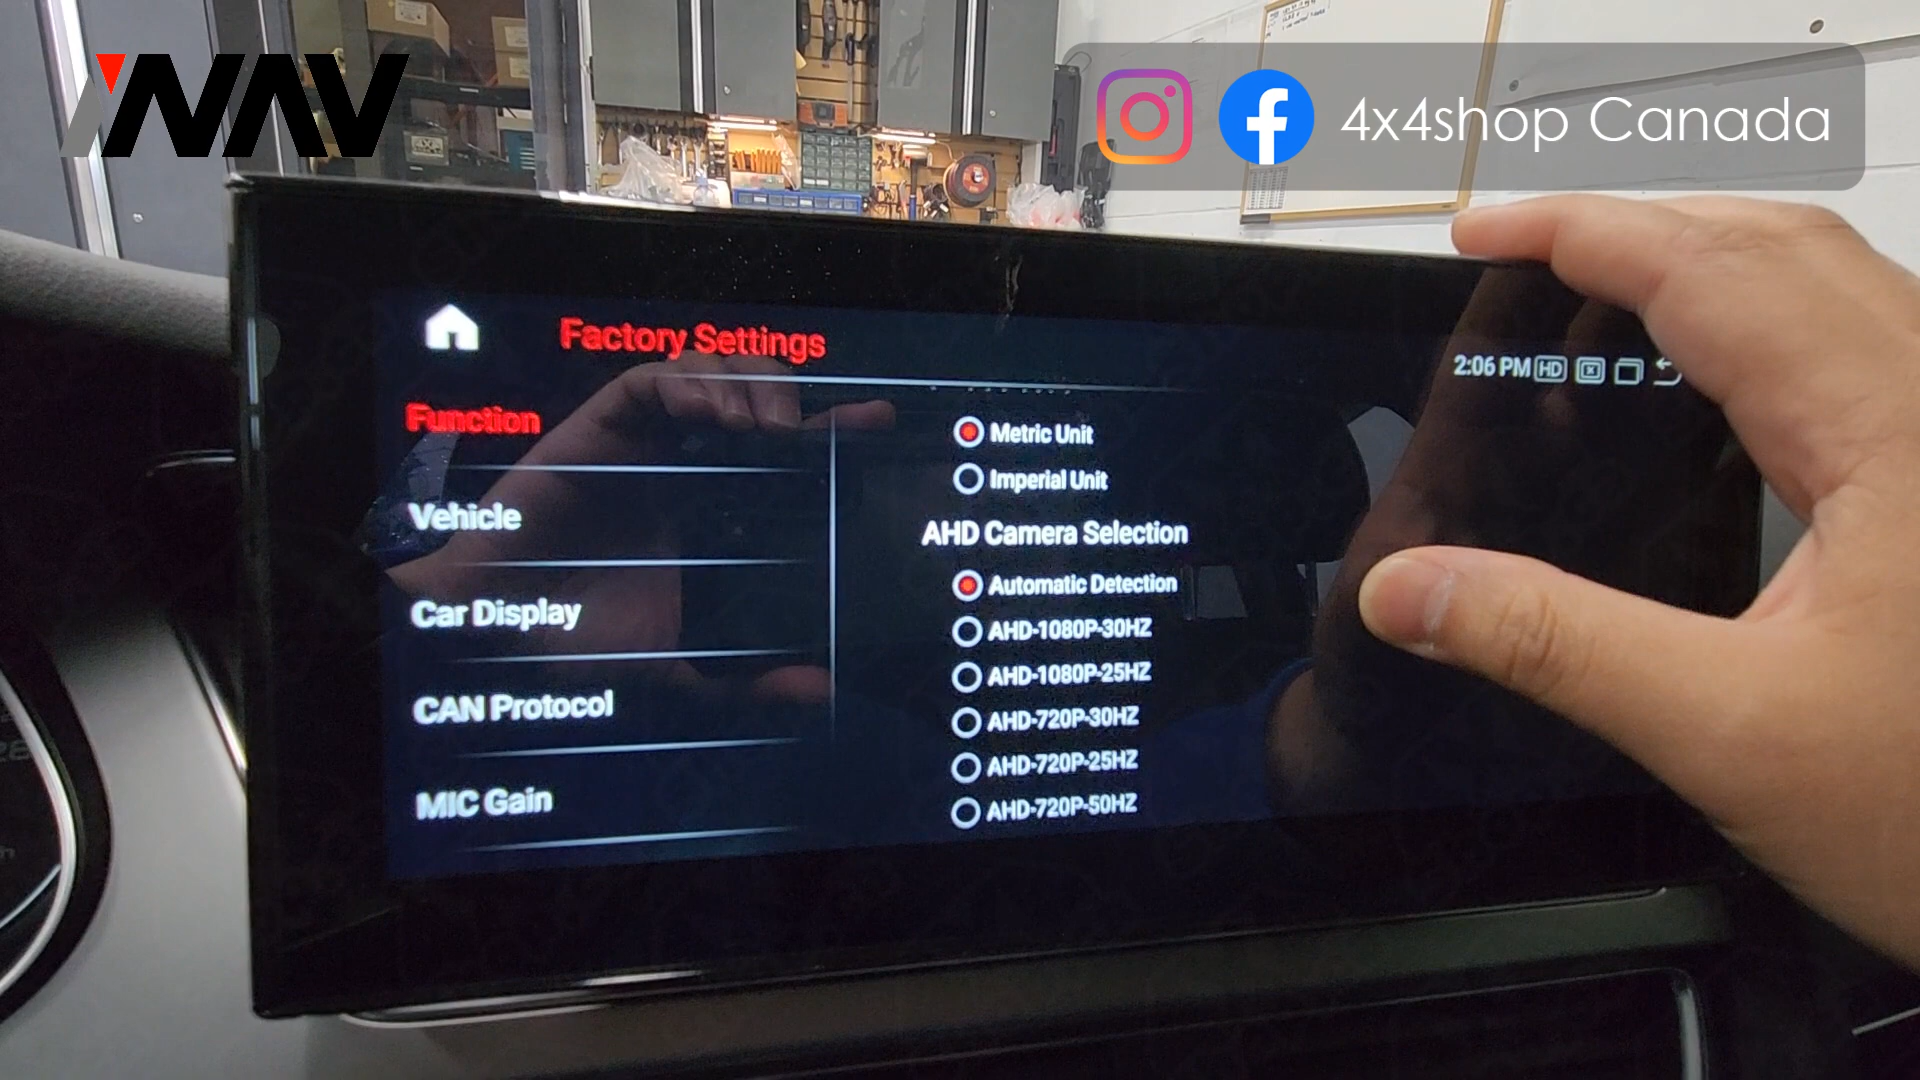 iNAV
4x4shop Canada
Factory Settings
2:06 PM HD
Function
Vehicle
Car Display
CAN Protocol
MIC Gain
Metric Unit
Imperial Unit
AHD Camera Selection
Automatic Detection
AHD-1080P-30HZ
AHD-1080P-25HZ
AHD-720P-30HZ
AHD-720P-25HZ
AHD-720P-50HZ